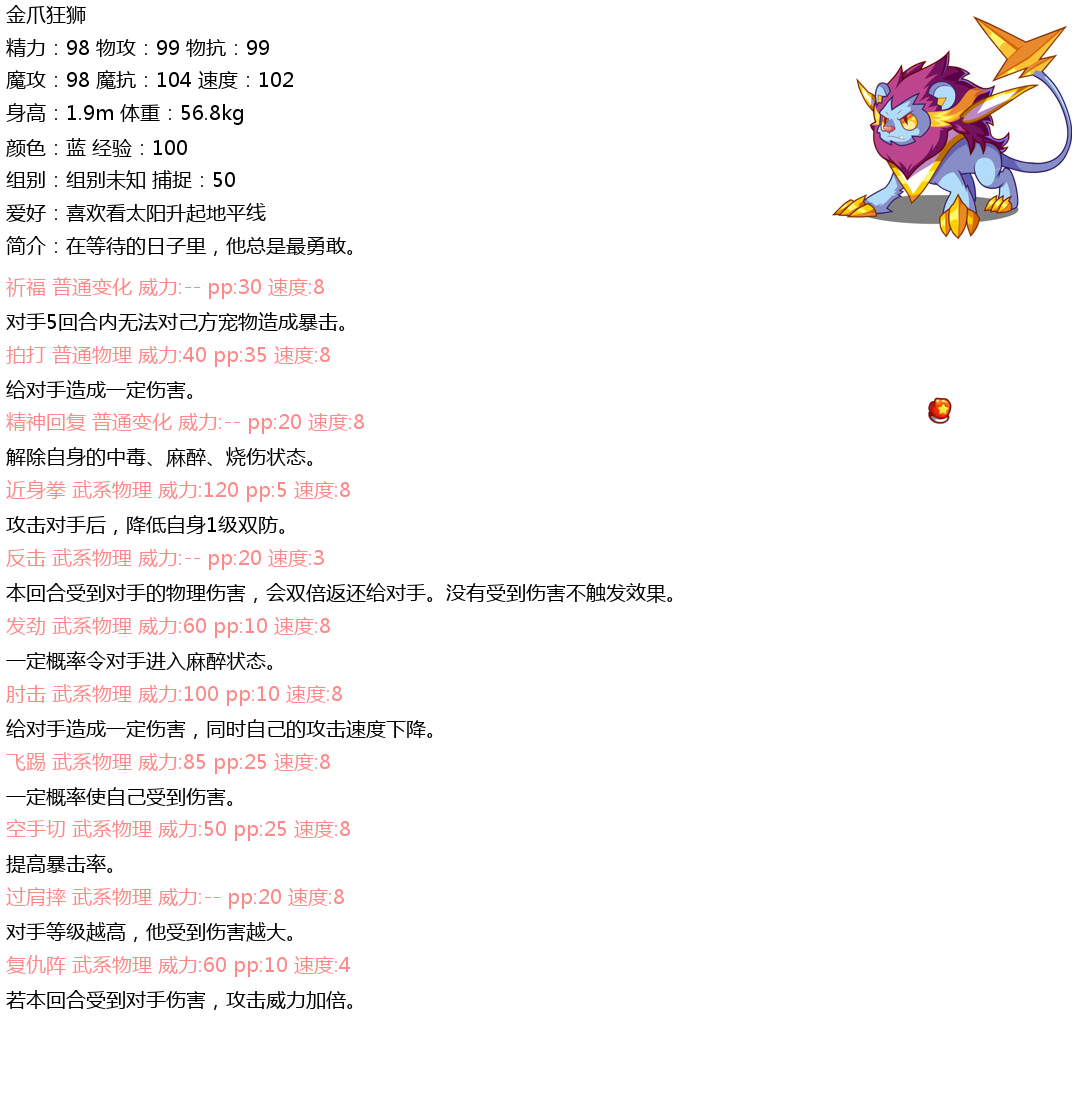 金爪狂狮
精力：98 物攻：99 物抗：99
魔攻：98 魔抗：104 速度：102
身高：1.9m 体重：56.8kg
颜色：蓝 经验：100
组别：组别未知 捕捉：50
爱好：喜欢看太阳升起地平线
简介：在等待的日子里，他总是最勇敢。
祈福 普通变化 威力:-- pp:30 速度:8
对手5回合内无法对己方宠物造成暴击。
拍打 普通物理 威力:40 pp:35 速度:8
给对手造成一定伤害。
精神回复 普通变化 威力:-- pp:20 速度:8
解除自身的中毒、麻醉、烧伤状态。
近身拳 武系物理 威力:120 pp:5 速度:8
攻击对手后，降低自身1级双防。
反击 武系物理 威力:-- pp:20 速度:3
本回合受到对手的物理伤害，会双倍返还给对手。没有受到伤害不触发效果。
发劲 武系物理 威力:60 pp:10 速度:8
一定概率令对手进入麻醉状态。
肘击 武系物理 威力:100 pp:10 速度:8
给对手造成一定伤害，同时自己的攻击速度下降。
飞踢 武系物理 威力:85 pp:25 速度:8
一定概率使自己受到伤害。
空手切 武系物理 威力:50 pp:25 速度:8
提高暴击率。
过肩摔 武系物理 威力:-- pp:20 速度:8
对手等级越高，他受到伤害越大。
复仇阵 武系物理 威力:60 pp:10 速度:4
若本回合受到对手伤害，攻击威力加倍。